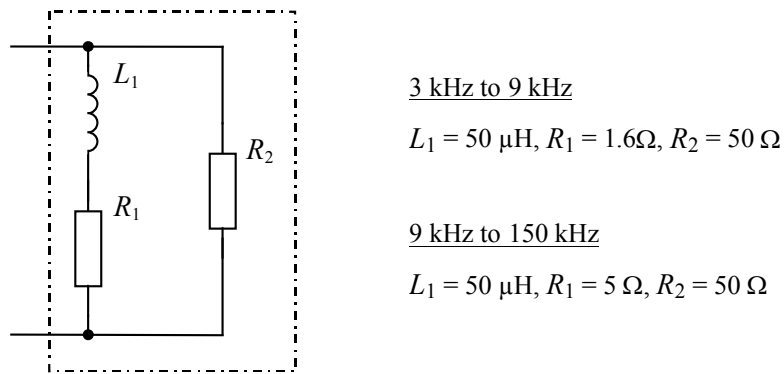 L₁
R₁
R₂
3 kHz to 9 kHz
L₁ = 50 µH, R₁ = 1.6Ω, R₂ = 50 Ω
9 kHz to 150 kHz
L₁ = 50 µH, R₁ = 5 Ω, R₂ = 50 Ω